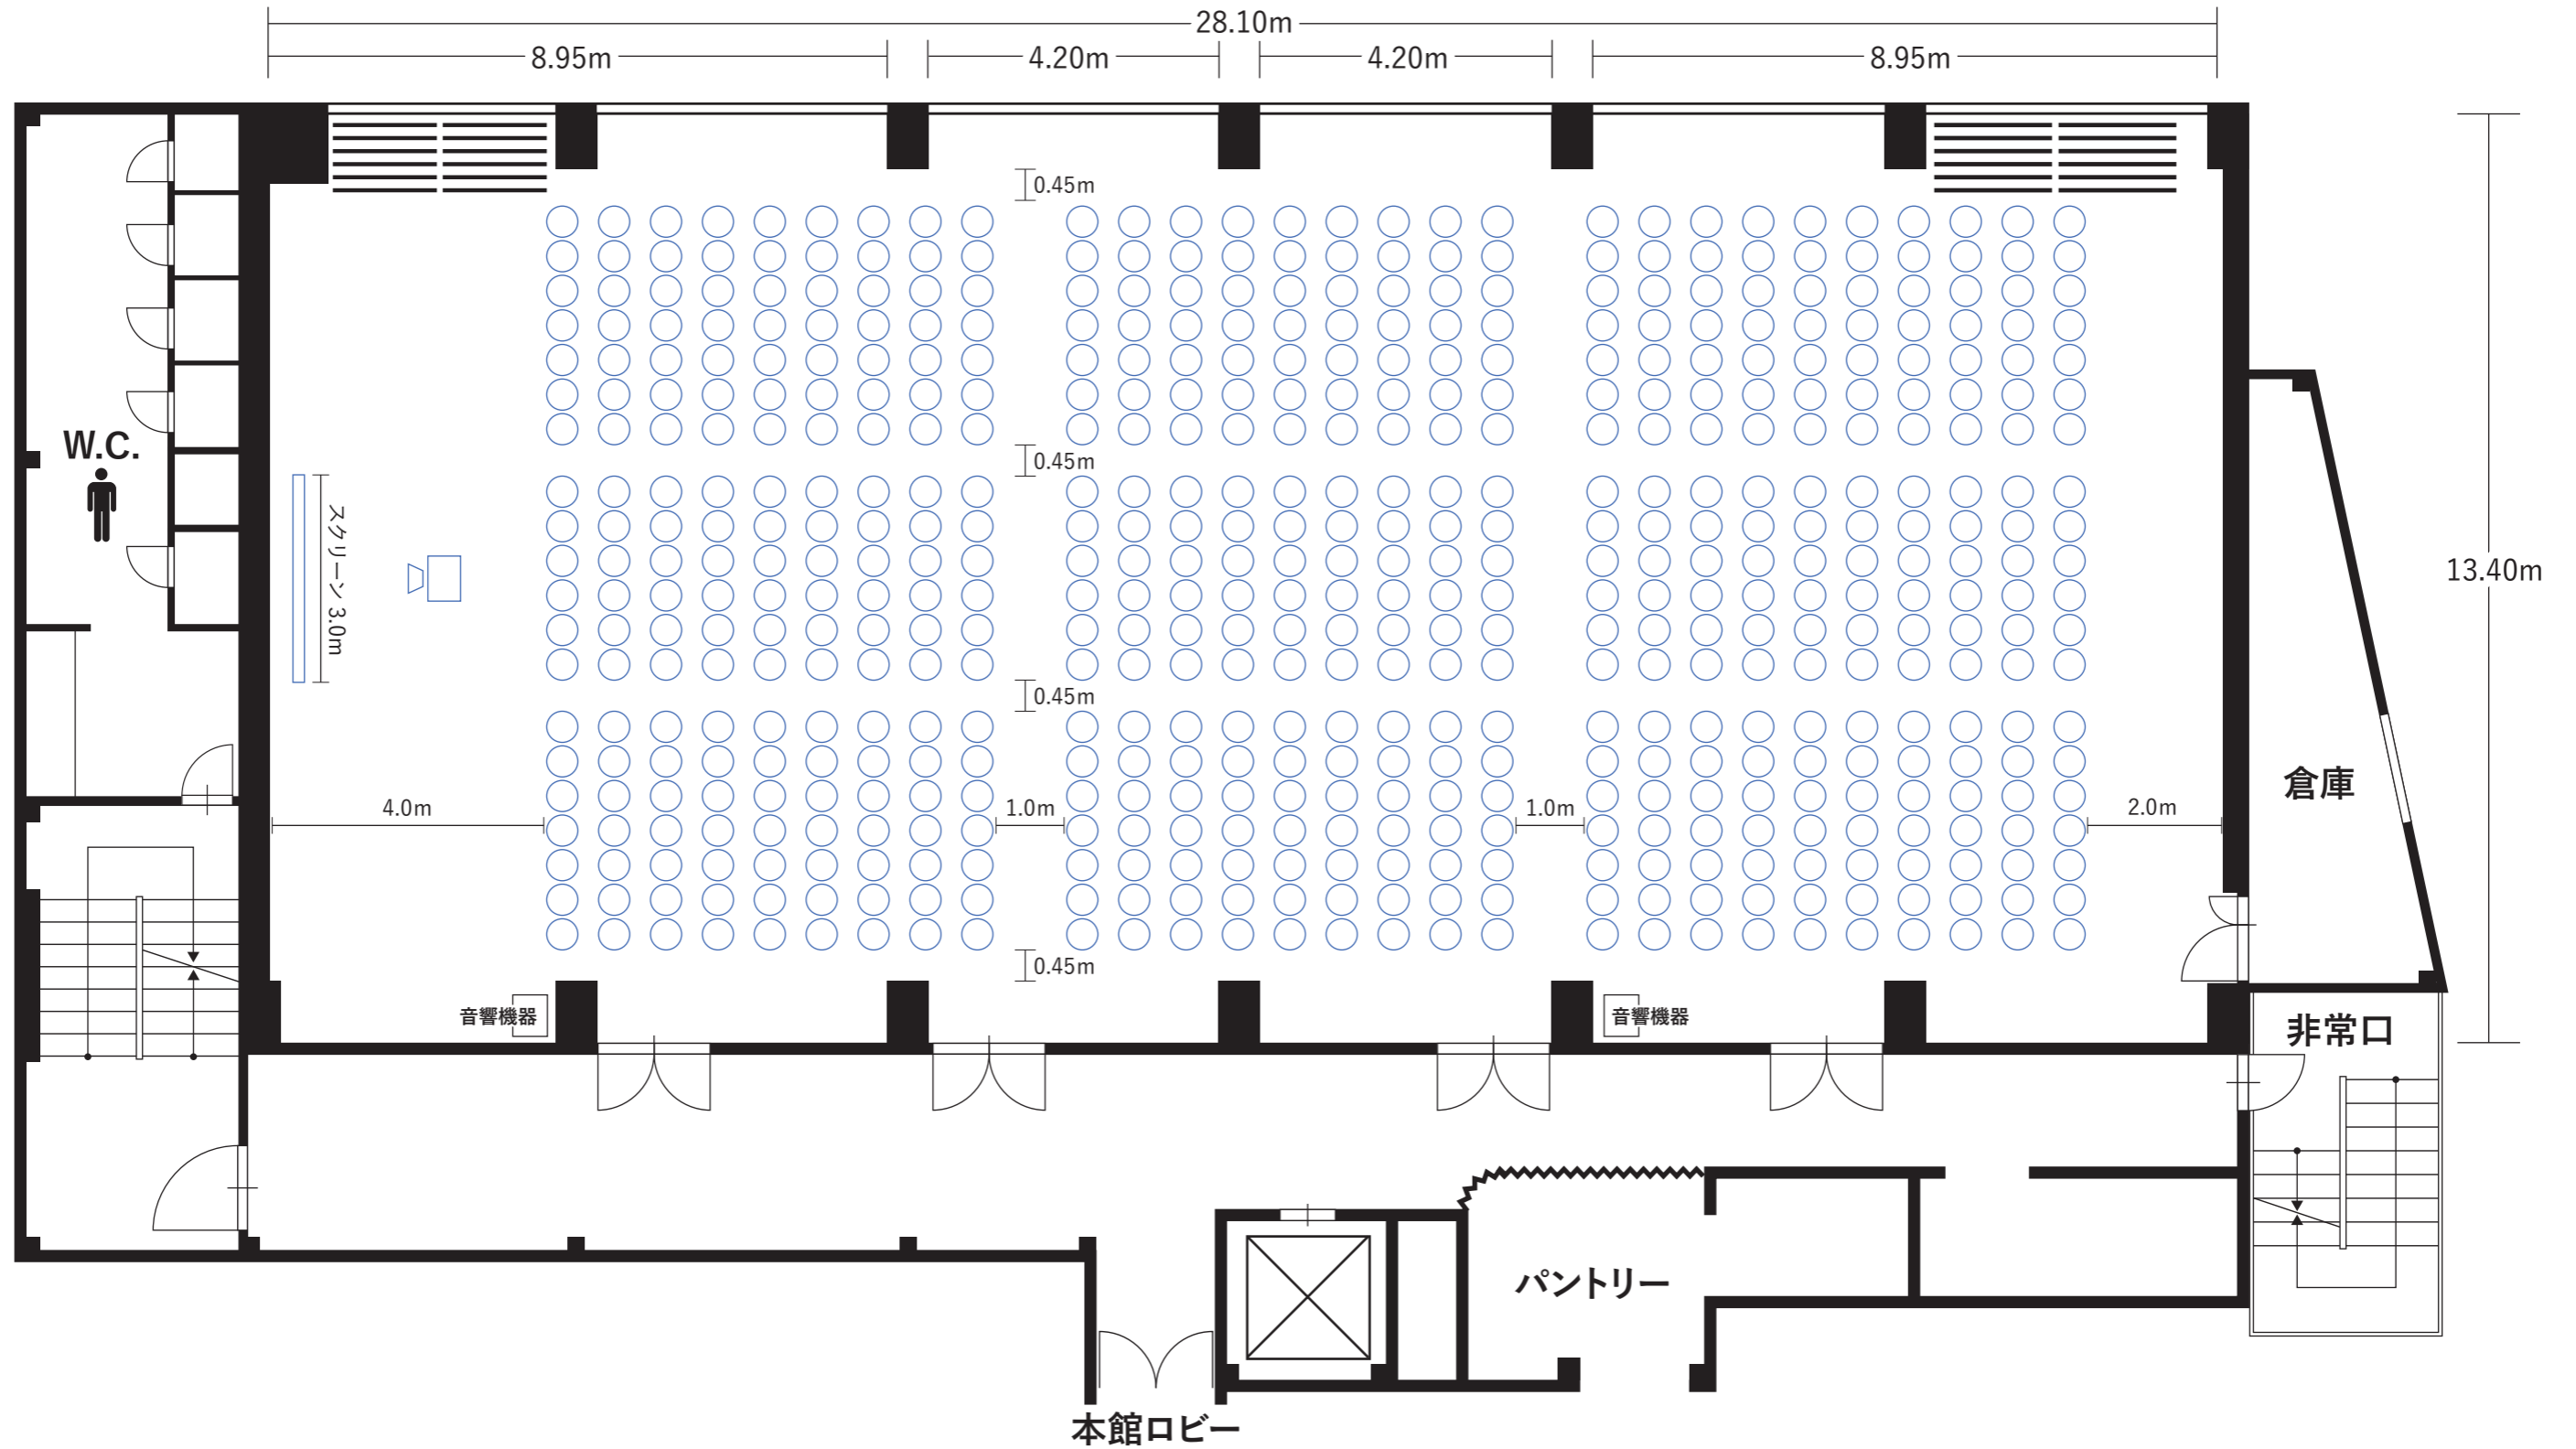 28.10m
8.95m
4.20m
4.20m
8.95m
0.45m
W.C.
0.45m
スクリーン 3.0m
13.40m
0.45m
倉庫
4.0m
1.0m
1.0m
2.0m
0.45m
音響機器
音響機器
非常口
パントリー
本館ロビー